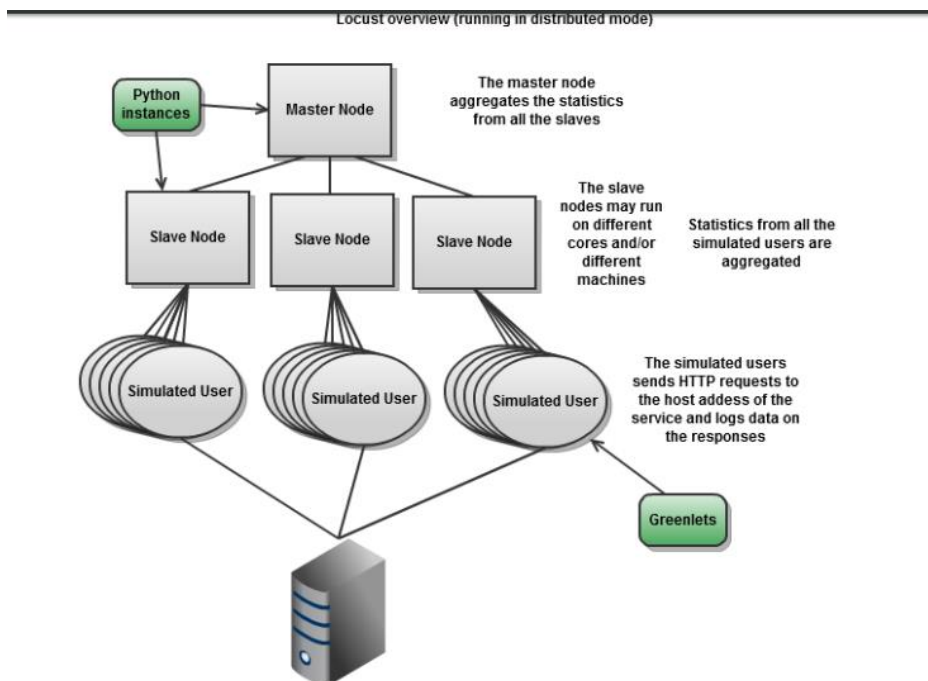 Locust overview (running in distributed mode)
Python
instances
Master Node
The master node
aggregates the statistics
from all the slaves
Slave Node
Slave Node
Slave Node
The slave
nodes may run
on different
cores and/or
different
machines
Statistics from all the
simulated users are
aggregated
Simulated User
Simulated User
Simulated User
The simulated users
sends HTTP requests to
the host addess of the
service and logs data on
the responses
Greenlets